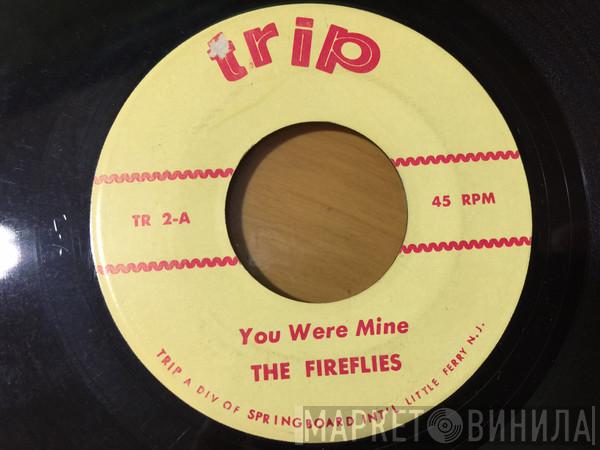 trip
TR 2-A
45 RPM
You Were Mine
THE FIREFLIES
TRIP A DIV OF SPRINGBOARD INT'L LITTLE FERRY N.J.
МАРКЕТ ВИНИЛА